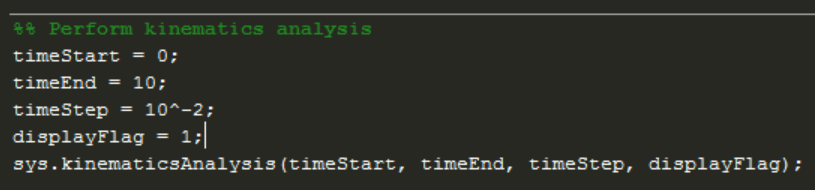 %% Perform kinematics analysis
timeStart = 0;
timeEnd = 10;
timeStep = 10^-2;
displayFlag = 1;
sys.kinematicsAnalysis(timeStart, timeEnd, timeStep, displayFlag);